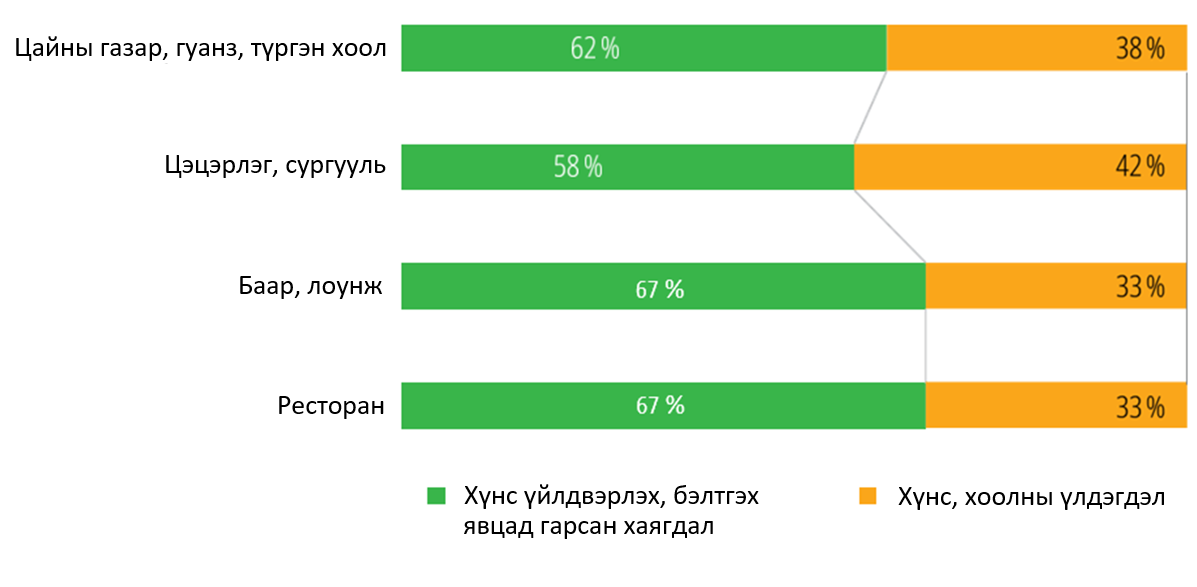 Цайны газар, гуанз, түргэн хоол 62 % 38 %
Цэцэрлэг, сургууль 58 % 42 %
Баар, лоунж 67 % 33 %
Ресторан 67 % 33 %
Хүнс үйлдвэрлэх, бэлтгэх
явцад гарсан хаягдал
Хүнс, хоолны үлдэгдэл